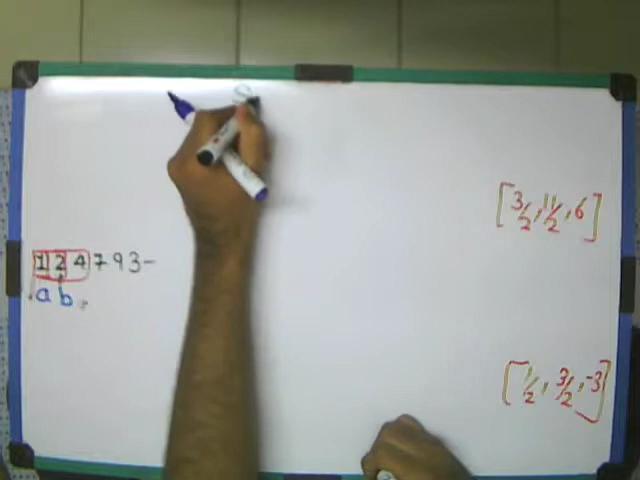 [3/2, 11/2, 6]
1 2 4 7 9 3 -
a b
[1/2, 3/2, -3]